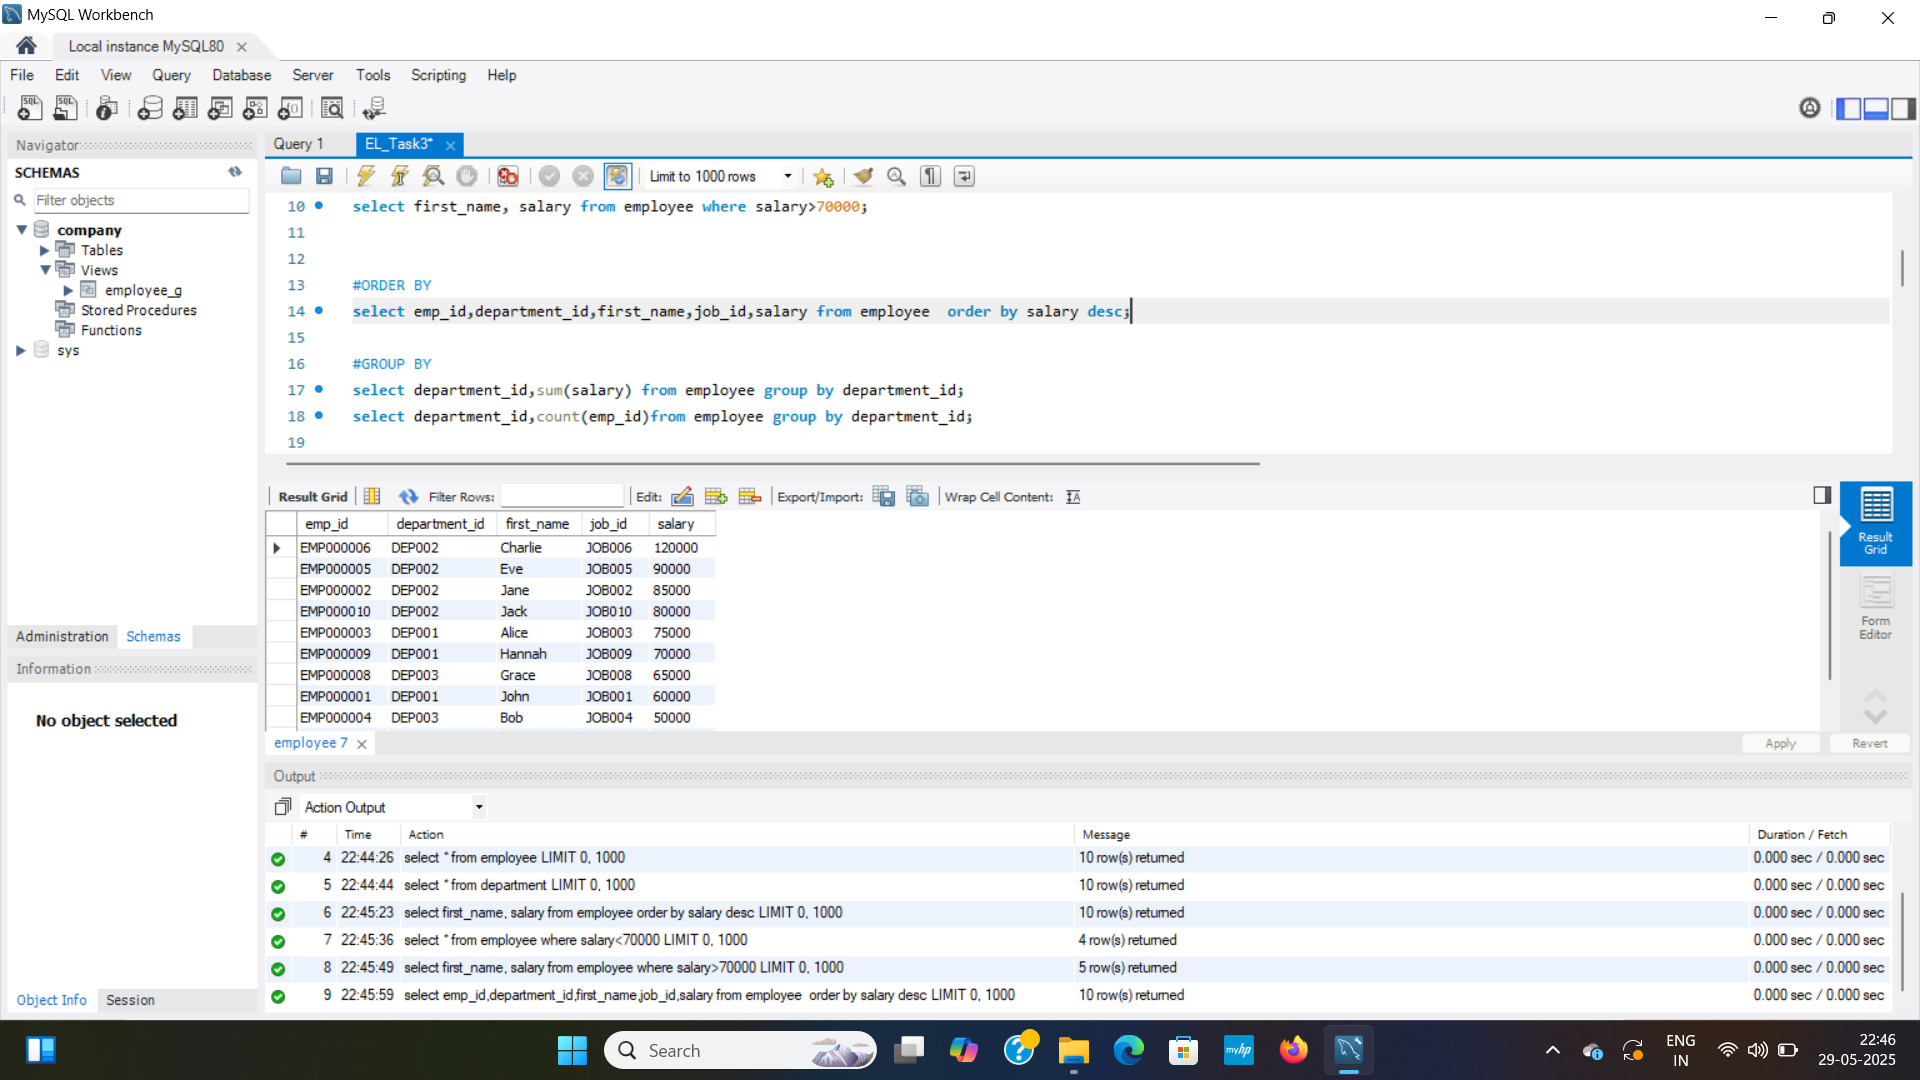 MySQL Workbench
Local instance MySQL80
File Edit View Query Database Server Tools Scripting Help
Navigator
SCHEMAS
Filter objects
company
Tables
Views
employee_g
Stored Procedures
Functions
sys
Administration Schemas
Information
No object selected
Object Info Session
Query 1 EL_Task3*
Limit to 1000 rows
10 select first_name, salary from employee where salary>70000;
11
12
13 #ORDER BY
14 select emp_id,department_id,first_name,job_id,salary from employee  order by salary desc;
15
16 #GROUP BY
17 select department_id,sum(salary) from employee group by department_id;
18 select department_id,count(emp_id)from employee group by department_id;
19
Result Grid Filter Rows: Edit: Export/Import: Wrap Cell Content:
emp_id department_id first_name job_id salary
EMP000006 DEP002 Charlie JOB006 120000
EMP000005 DEP002 Eve JOB005 90000
EMP000002 DEP002 Jane JOB002 85000
EMP000010 DEP002 Jack JOB010 80000
EMP000003 DEP001 Alice JOB003 75000
EMP000009 DEP001 Hannah JOB009 70000
EMP000008 DEP003 Grace JOB008 65000
EMP000001 DEP001 John JOB001 60000
EMP000004 DEP003 Bob JOB004 50000
Result
Grid
Form
Editor
employee 7
Apply Revert
Output
Action Output
# Time Action Message Duration / Fetch
4 22:44:26 select * from employee LIMIT 0, 1000 10 row(s) returned 0.000 sec / 0.000 sec
5 22:44:44 select * from department LIMIT 0, 1000 10 row(s) returned 0.000 sec / 0.000 sec
6 22:45:23 select first_name, salary from employee order by salary desc LIMIT 0, 1000 10 row(s) returned 0.000 sec / 0.000 sec
7 22:45:36 select * from employee where salary<70000 LIMIT 0, 1000 4 row(s) returned 0.000 sec / 0.000 sec
8 22:45:49 select first_name, salary from employee where salary>70000 LIMIT 0, 1000 5 row(s) returned 0.000 sec / 0.000 sec
9 22:45:59 select emp_id,department_id,first_name,job_id,salary from employee  order by salary desc LIMIT 0, 1000 10 row(s) returned 0.000 sec / 0.000 sec
Search
myhp
ENG
IN
22:46
29-05-2025